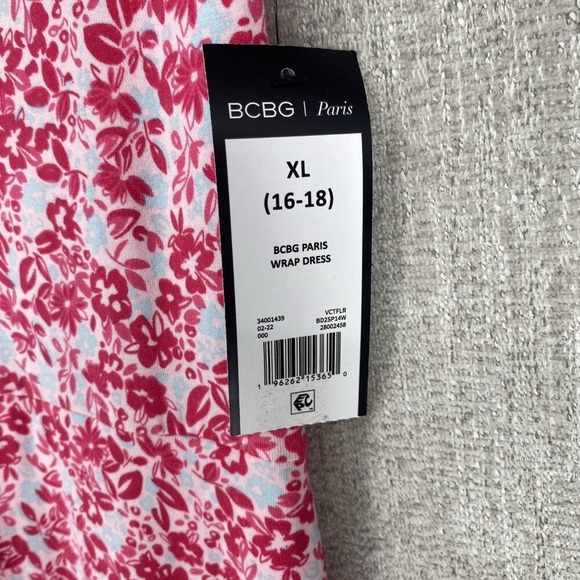 BCBG | Paris
XL
(16-18)
BCBG PARIS
WRAP DRESS
34001439 VCTFLR
02-22 BD2SP14W
000 28002458
1 96262 15365 0